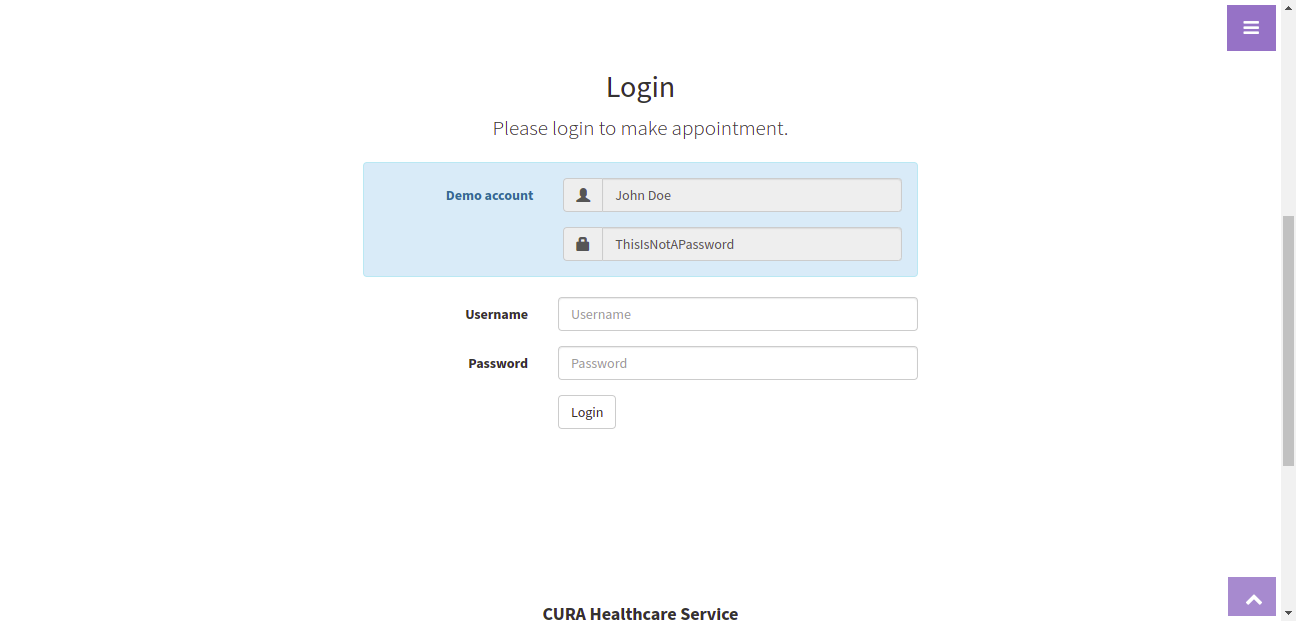 Login
Please login to make appointment.
Demo account
John Doe
ThisIsNotAPassword
Username
Username
Password
Password
Login
CURA Healthcare Service